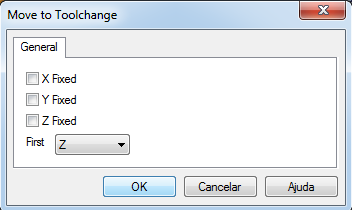 Move to Toolchange
General
X Fixed
Y Fixed
Z Fixed
First Z
OK Cancelar Ajuda